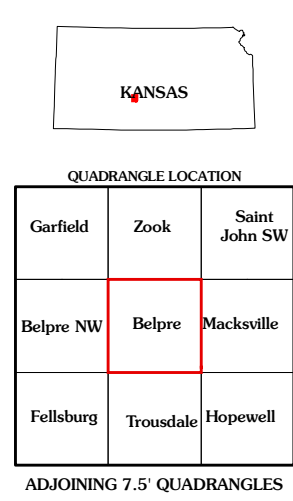 KANSAS
QUADRANGLE LOCATION
Garfield
Zook
Saint
John SW
Belpre NW
Belpre
Macksville
Fellsburg
Trousdale
Hopewell
ADJOINING 7.5' QUADRANGLES